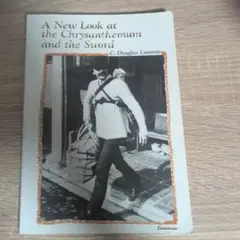 A New Look at
the Chrysanthemum
and the Sword
C. Douglas Lummis